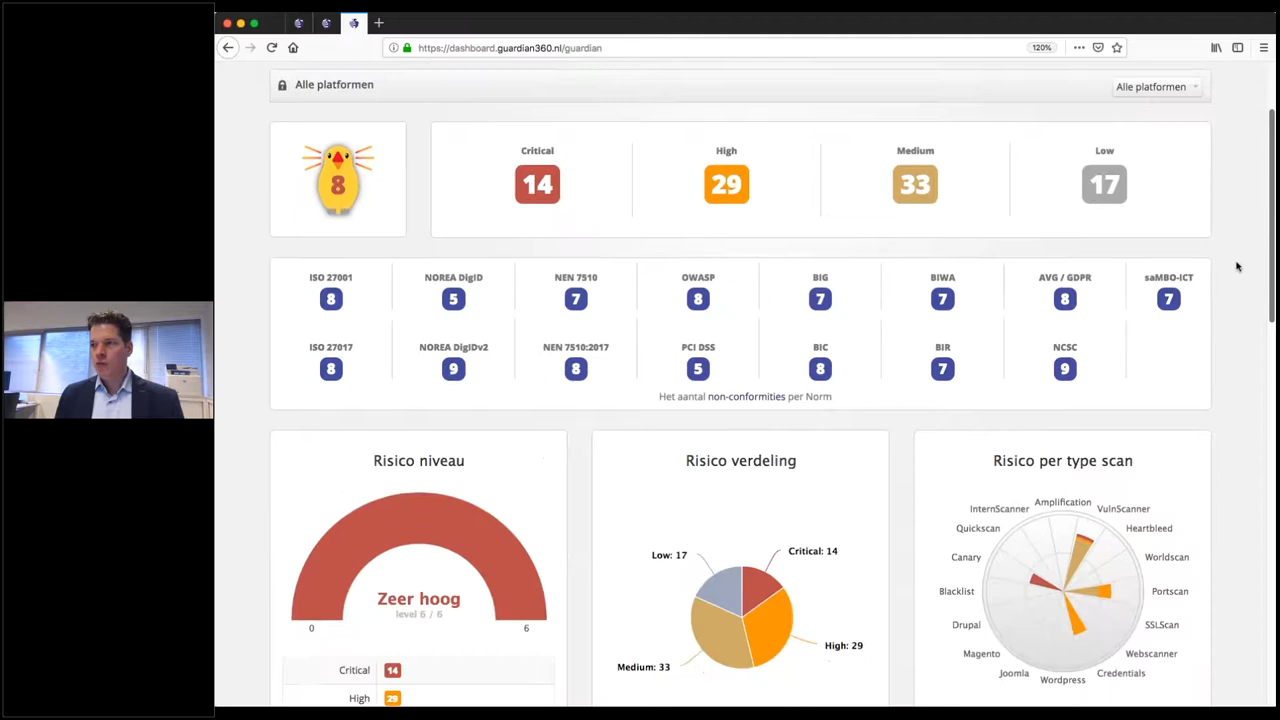 https://dashboard.guardian360.nl/guardian
120%
Alle platformen
Alle platformen
8
Critical
High
Medium
Low
14
29
33
17
ISO 27001
NOREA DigID
NEN 7510
OWASP
BIG
BIWA
AVG / GDPR
saMBO-ICT
8
5
7
8
7
7
8
7
ISO 27017
NOREA DigIDv2
NEN 7510:2017
PCI DSS
BIC
BIR
NCSC
8
9
8
5
8
7
9
Het aantal non-conformities per Norm
Risico niveau
Zeer hoog
level 6 / 6
0
6
Critical 14
High 29
Risico verdeling
Low: 17
Critical: 14
High: 29
Medium: 33
Risico per type scan
Amplification
VulnScanner
Heartbleed
Worldscan
Portscan
SSLScan
Webscanner
Credentials
Wordpress
Joomla
Magento
Drupal
Blacklist
Canary
Quickscan
InternScanner